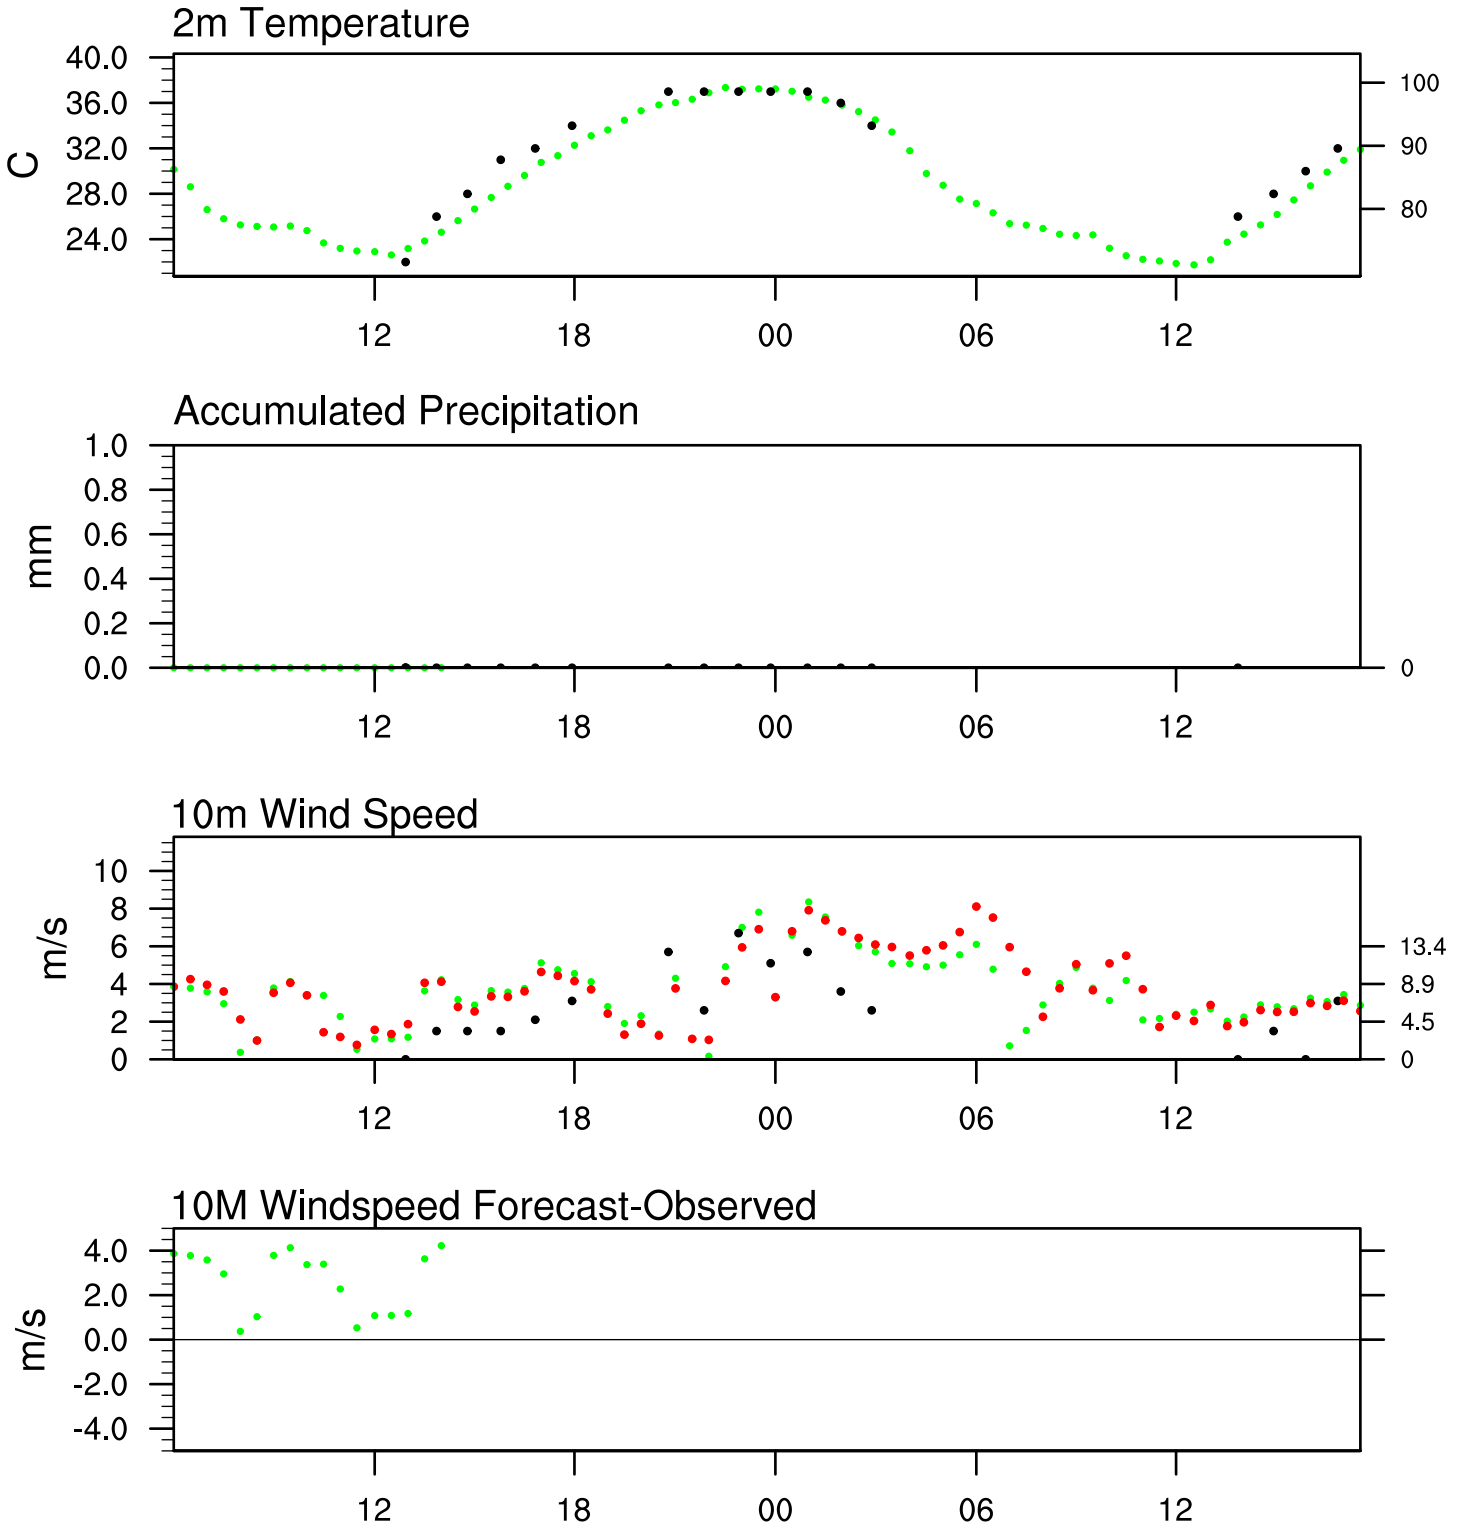 2m Temperature
40.0
36.0
32.0
28.0
24.0
C
100
90
80
12 18 00 06 12
Accumulated Precipitation
1.0
0.8
0.6
0.4
0.2
0.0
mm
0
12 18 00 06 12
10m Wind Speed
10
8
6
4
2
0
m/s
13.4
8.9
4.5
0
12 18 00 06 12
10M Windspeed Forecast-Observed
4.0
2.0
0.0
-2.0
-4.0
m/s
12 18 00 06 12